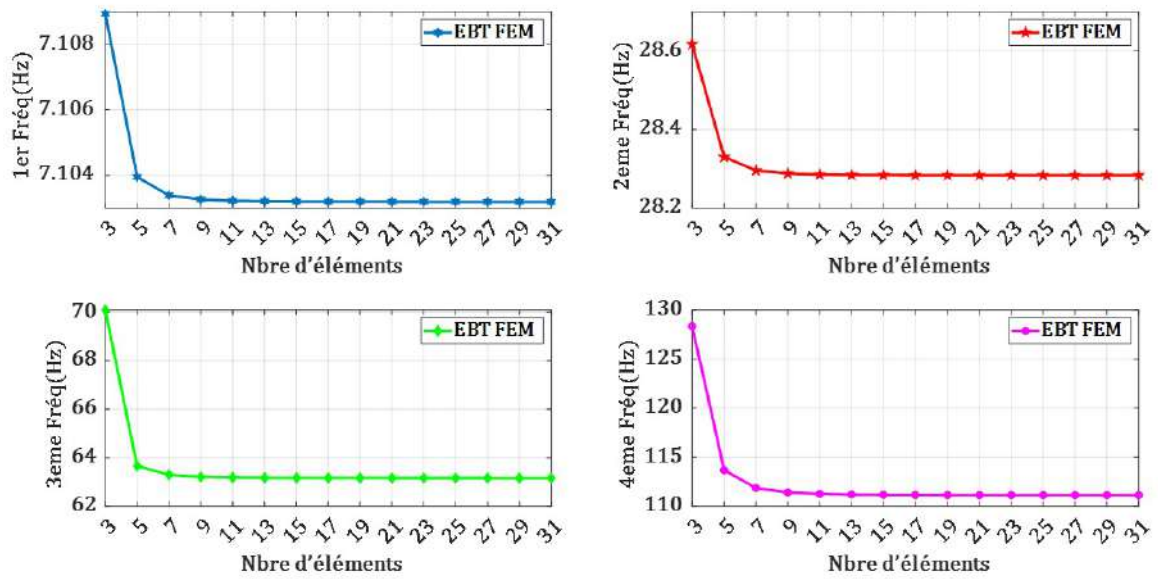 EBT FEM
1er Fréq(Hz)
7.108
7.106
7.104
3 5 7 9 11 13 15 17 19 21 23 25 27 29 31
Nbre d'éléments
EBT FEM
2eme Fréq(Hz)
28.6
28.4
28.2
3 5 7 9 11 13 15 17 19 21 23 25 27 29 31
Nbre d'éléments
EBT FEM
3eme Fréq(Hz)
70
68
66
64
62
3 5 7 9 11 13 15 17 19 21 23 25 27 29 31
Nbre d'éléments
EBT FEM
4eme Fréq(Hz)
130
125
120
115
110
3 5 7 9 11 13 15 17 19 21 23 25 27 29 31
Nbre d'éléments